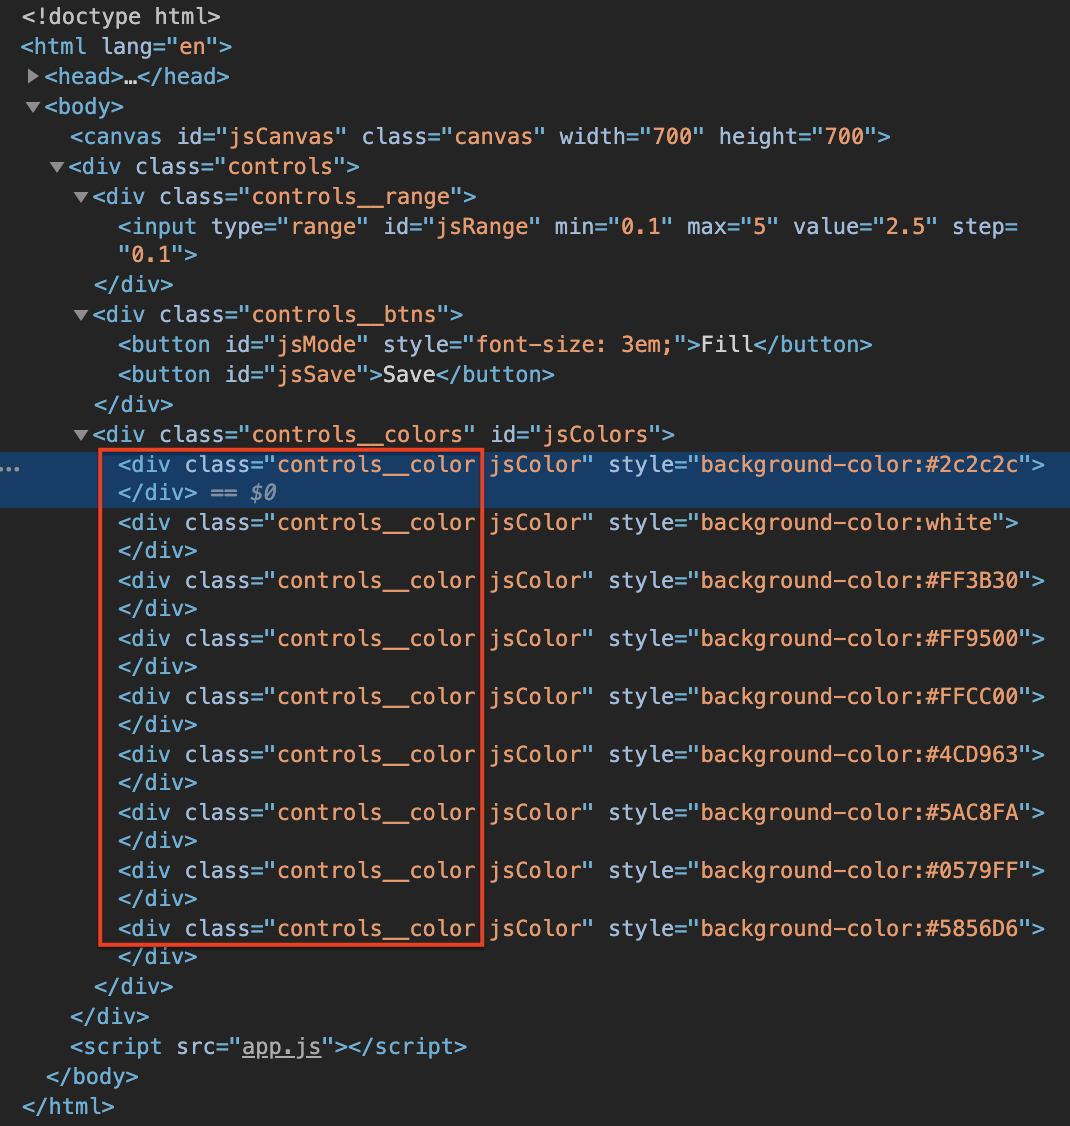 <!doctype html>
<html lang="en">
<head>…</head>
<body>
<canvas id="jsCanvas" class="canvas" width="700" height="700">
<div class="controls">
<div class="controls__range">
<input type="range" id="jsRange" min="0.1" max="5" value="2.5" step=
"0.1">
</div>
<div class="controls__btns">
<button id="jsMode" style="font-size: 3em;">Fill</button>
<button id="jsSave">Save</button>
</div>
<div class="controls__colors" id="jsColors">
… <div class="controls__color jsColor" style="background-color:#2c2c2c">
</div> == $0
<div class="controls__color jsColor" style="background-color:white">
</div>
<div class="controls__color jsColor" style="background-color:#FF3B30">
</div>
<div class="controls__color jsColor" style="background-color:#FF9500">
</div>
<div class="controls__color jsColor" style="background-color:#FFCC00">
</div>
<div class="controls__color jsColor" style="background-color:#4CD963">
</div>
<div class="controls__color jsColor" style="background-color:#5AC8FA">
</div>
<div class="controls__color jsColor" style="background-color:#0579FF">
</div>
<div class="controls__color jsColor" style="background-color:#5856D6">
</div>
</div>
</div>
<script src="app.js"></script>
</body>
</html>